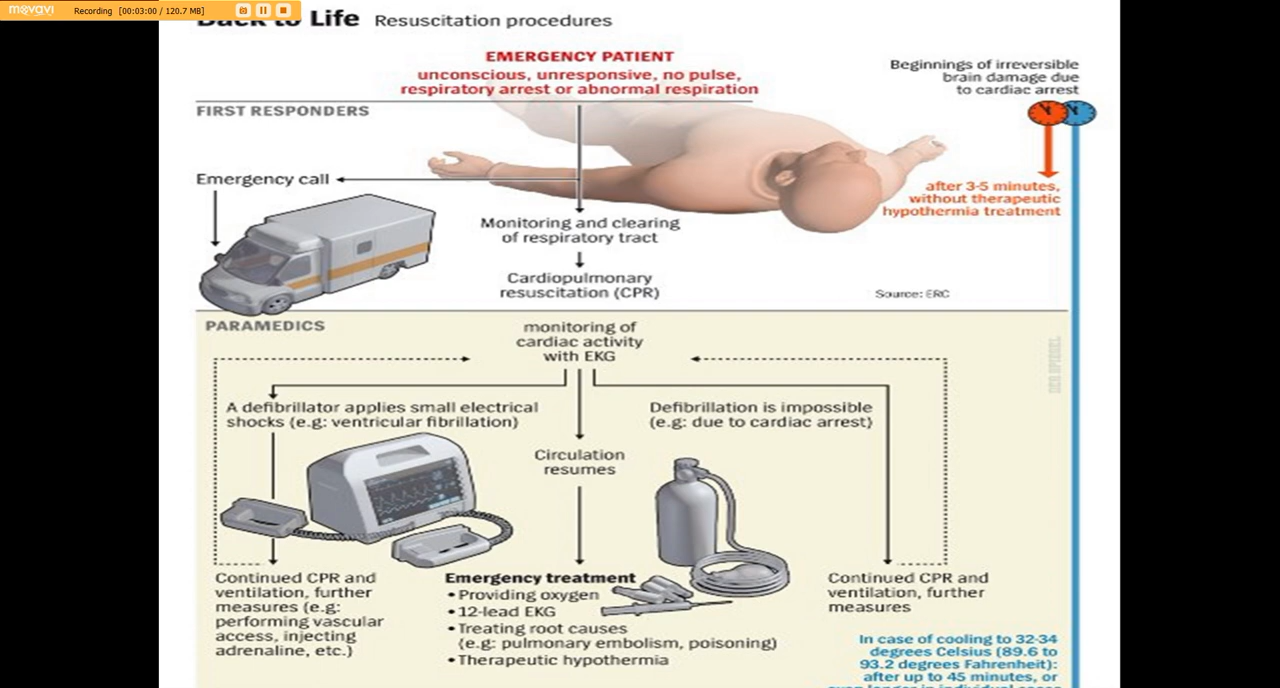 movavi Recording [00:03:00 / 120.7 MB]
Back to Life Resuscitation procedures
EMERGENCY PATIENT
unconscious, unresponsive, no pulse,
respiratory arrest or abnormal respiration
Beginnings of irreversible
brain damage due
to cardiac arrest
FIRST RESPONDERS
Emergency call
after 3-5 minutes,
without therapeutic
hypothermia treatment
Monitoring and clearing
of respiratory tract
Cardiopulmonary
resuscitation (CPR)
Source: ERC
PARAMEDICS
monitoring of
cardiac activity
with EKG
DER SPIEGEL
A defibrillator applies small electrical
shocks (e.g: ventricular fibrillation)
Defibrillation is impossible
(e.g: due to cardiac arrest)
Circulation
resumes
Continued CPR and
ventilation, further
measures (e.g:
performing vascular
access, injecting
adrenaline, etc.)
Emergency treatment
• Providing oxygen
• 12-lead EKG
• Treating root causes
(e.g: pulmonary embolism, poisoning)
• Therapeutic hypothermia
Continued CPR and
ventilation, further
measures
In case of cooling to 32-34
degrees Celsius (89.6 to
93.2 degrees Fahrenheit):
after up to 45 minutes, or
even longer in individual cases